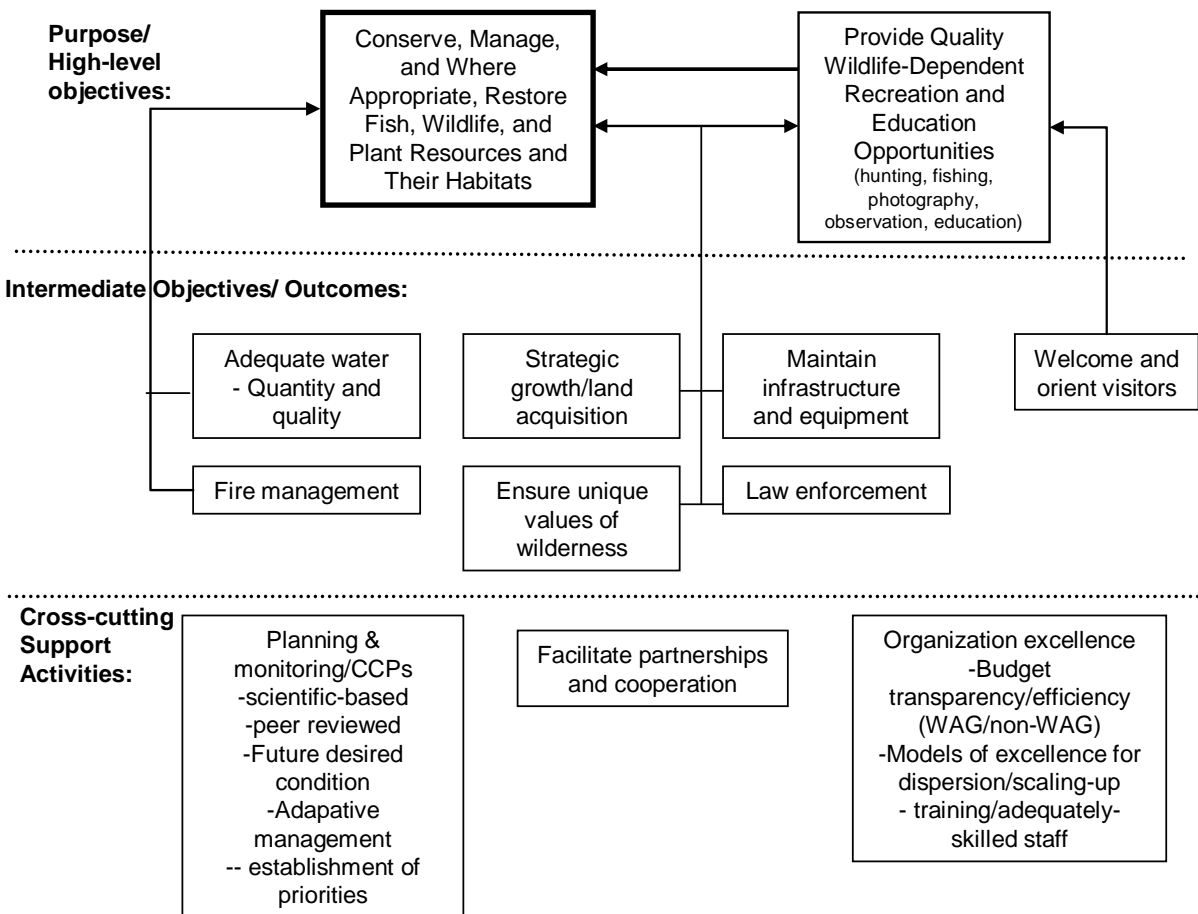 Purpose/
High-level
objectives:
Conserve, Manage,
and Where
Appropriate, Restore
Fish, Wildlife, and
Plant Resources and
Their Habitats
Provide Quality
Wildlife-Dependent
Recreation and
Education
Opportunities
(hunting, fishing,
photography,
observation, education)
Intermediate Objectives/ Outcomes:
Adequate water
- Quantity and
quality
Strategic
growth/land
acquisition
Maintain
infrastructure
and equipment
Welcome and
orient visitors
Fire management
Ensure unique
values of
wilderness
Law enforcement
Cross-cutting
Support
Activities:
Planning &
monitoring/CCPs
-scientific-based
-peer reviewed
-Future desired
condition
-Adapative
management
-- establishment of
priorities
Facilitate partnerships
and cooperation
Organization excellence
-Budget
transparency/efficiency
(WAG/non-WAG)
-Models of excellence for
dispersion/scaling-up
- training/adequately-
skilled staff